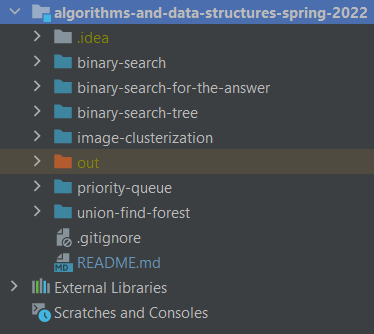 algorithms-and-data-structures-spring-2022
.idea
binary-search
binary-search-for-the-answer
binary-search-tree
image-clusterization
out
priority-queue
union-find-forest
.gitignore
MD README.md
External Libraries
Scratches and Consoles